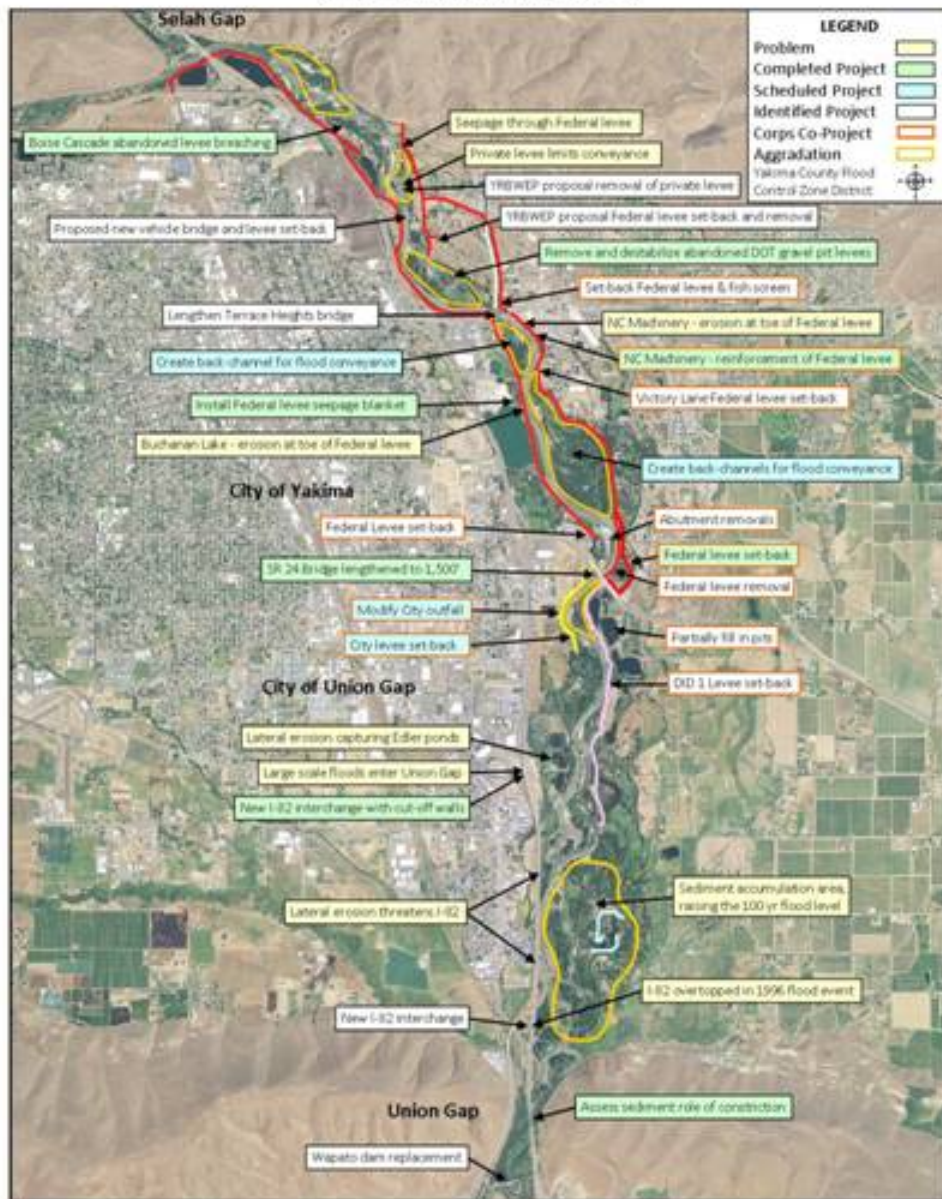 Selah Gap
LEGEND
Problem
Completed Project
Scheduled Project
Identified Project
Corps Co-Project
Aggradation
Yakima County Flood
Control Zone District
Seepage through Federal levee
Boise Cascade abandoned levee breaching
Private levee limits conveyance
YRBWEP proposal removal of private levee
YRBWEP proposal Federal levee set-back and removal
Proposed new vehicle bridge and levee set-back
Remove and destabilize abandoned DOT gravel pit levees
Set-back Federal levee & fish screen
Lengthen Terrace Heights bridge
NC Machinery - erosion at toe of Federal levee
Create back-channel for flood conveyance
NC Machinery - reinforcement of Federal levee
Install Federal levee seepage blanket
Victory Lane Federal levee set-back
Buchanan Lake - erosion at toe of Federal levee
Create back-channels for flood conveyance
City of Yakima
Federal Levee set-back
Abutment removals
SR 24 Bridge lengthened to 1,500'
Federal levee set-back
Federal levee removal
Modify City outfall
City levee set-back
Partially fill in pits
City of Union Gap
DID 1 Levee set-back
Lateral erosion capturing Edler ponds
Large scale floods enter Union Gap
New I-82 interchange with cut-off walls
Sediment accumulation area,
raising the 100 yr flood level
Lateral erosion threatens I-82
I-82 overtopped in 1996 flood event
New I-82 interchange
Union Gap
Assess sediment role of constriction
Wapato dam replacement